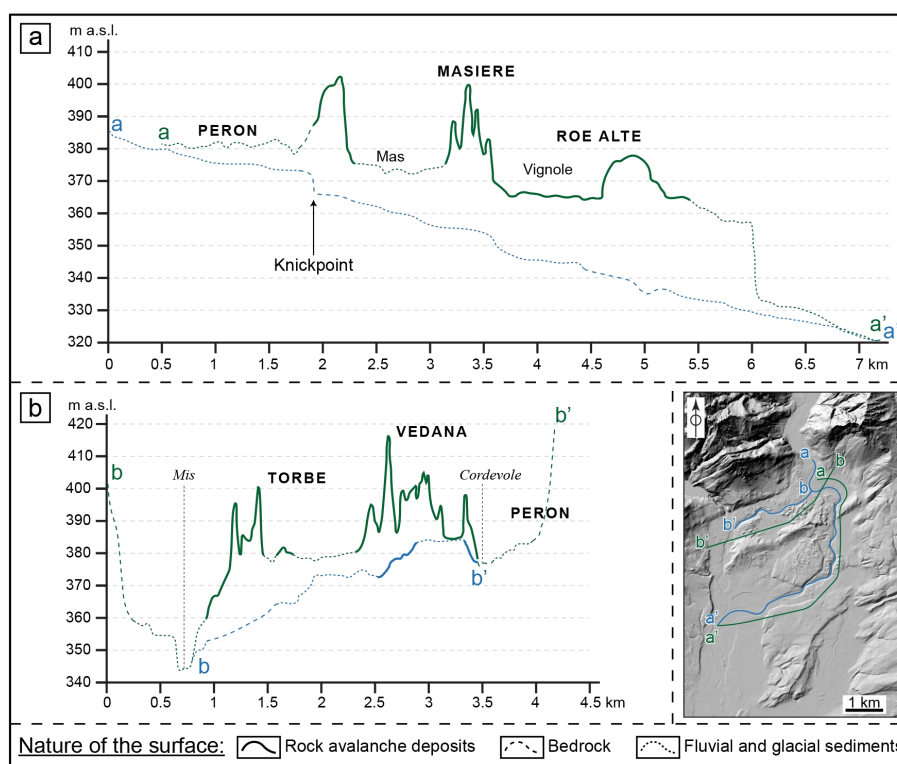 a
m a.s.l.
410
400
390
380
370
360
350
340
330
320
a
a
PERON
Mas
MASIERE
Vignole
ROE ALTE
Knickpoint
a'
a'
0 0.5 1 1.5 2 2.5 3 3.5 4 4.5 5 5.5 6 6.5 7 km
b
m a.s.l.
420
410
400
390
380
370
360
350
340
b
Mis
TORBE
VEDANA
Cordevole
b'
PERON
b'
b
0 0.5 1 1.5 2 2.5 3 3.5 4 4.5 km
a
a
b
b
b'
b'
a'
a'
1 km
Nature of the surface: Rock avalanche deposits Bedrock Fluvial and glacial sediments